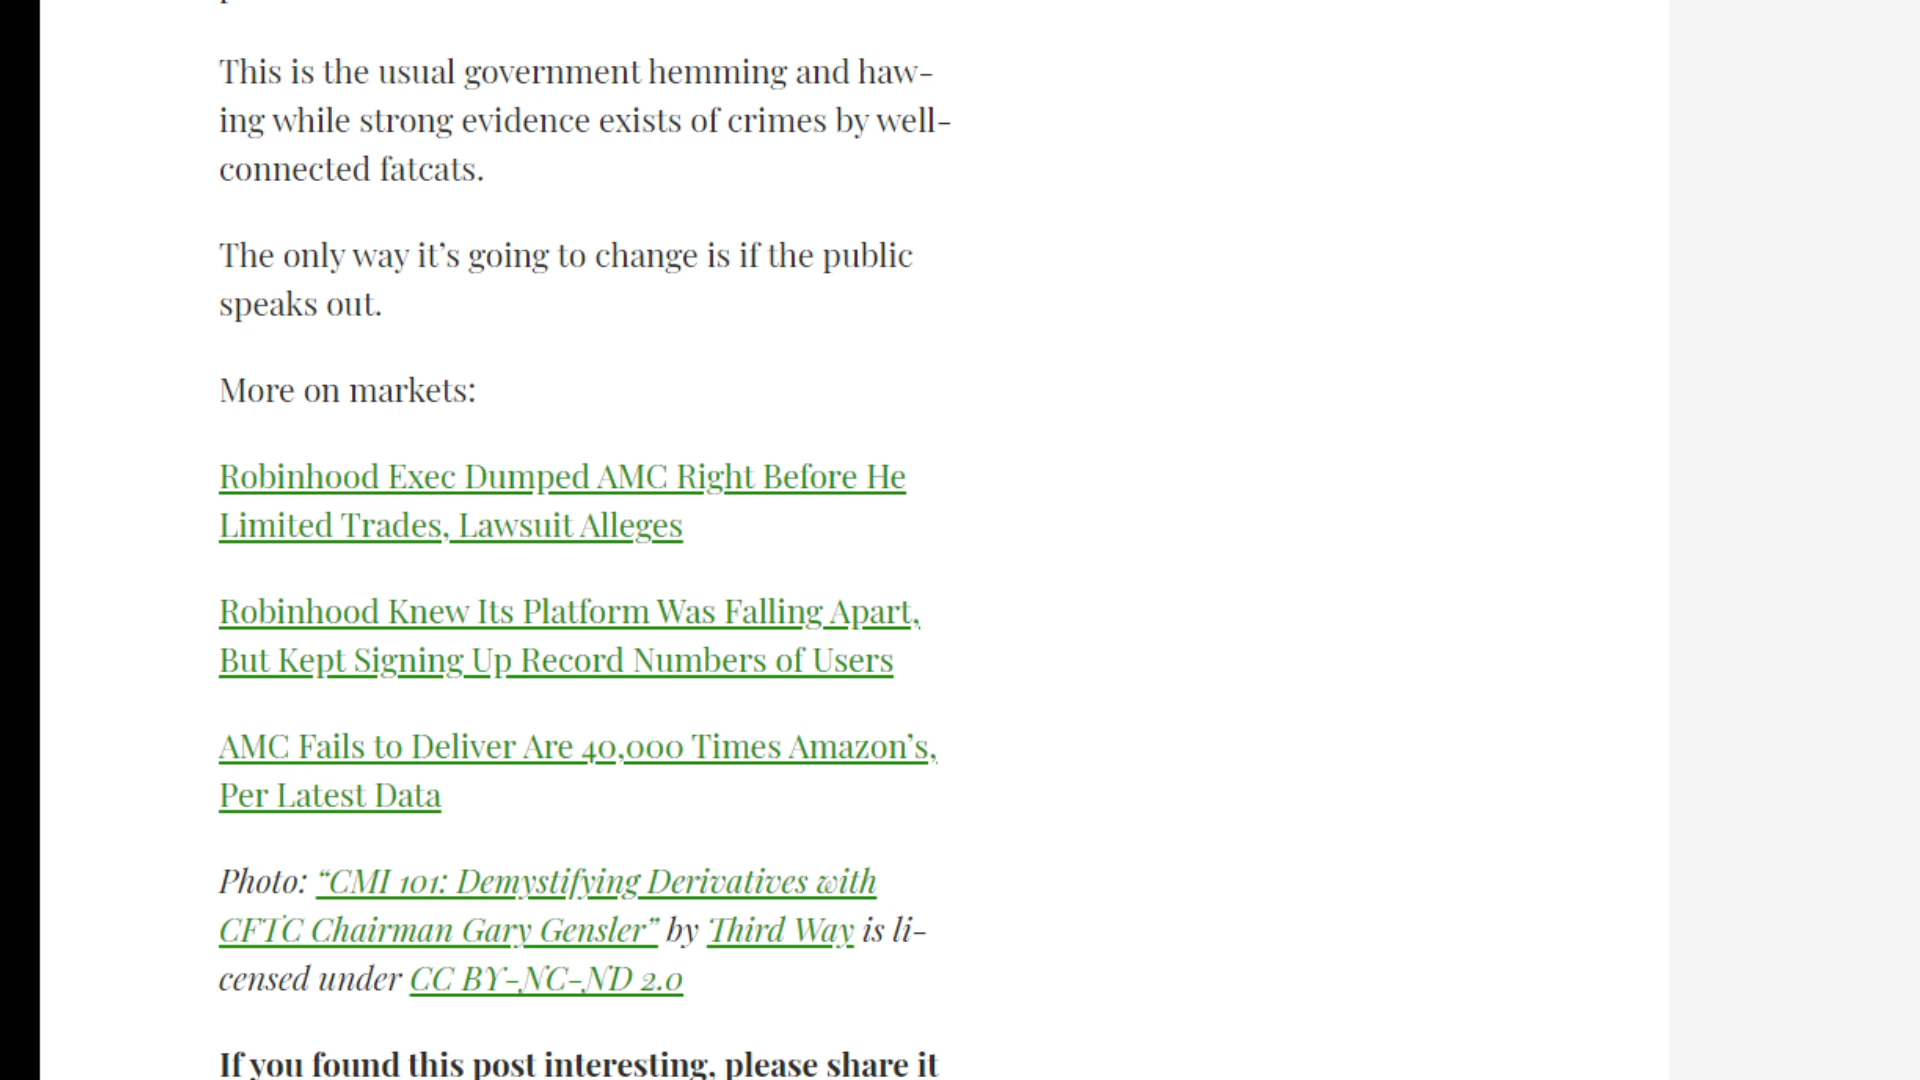 This is the usual government hemming and haw-
ing while strong evidence exists of crimes by well-
connected fatcats.
The only way it’s going to change is if the public
speaks out.
More on markets:
Robinhood Exec Dumped AMC Right Before He
Limited Trades, Lawsuit Alleges
Robinhood Knew Its Platform Was Falling Apart,
But Kept Signing Up Record Numbers of Users
AMC Fails to Deliver Are 40,000 Times Amazon’s,
Per Latest Data
Photo: “CMI 101: Demystifying Derivatives with
CFTC Chairman Gary Gensler” by Third Way is li-
censed under CC BY-NC-ND 2.0
If you found this post interesting, please share it